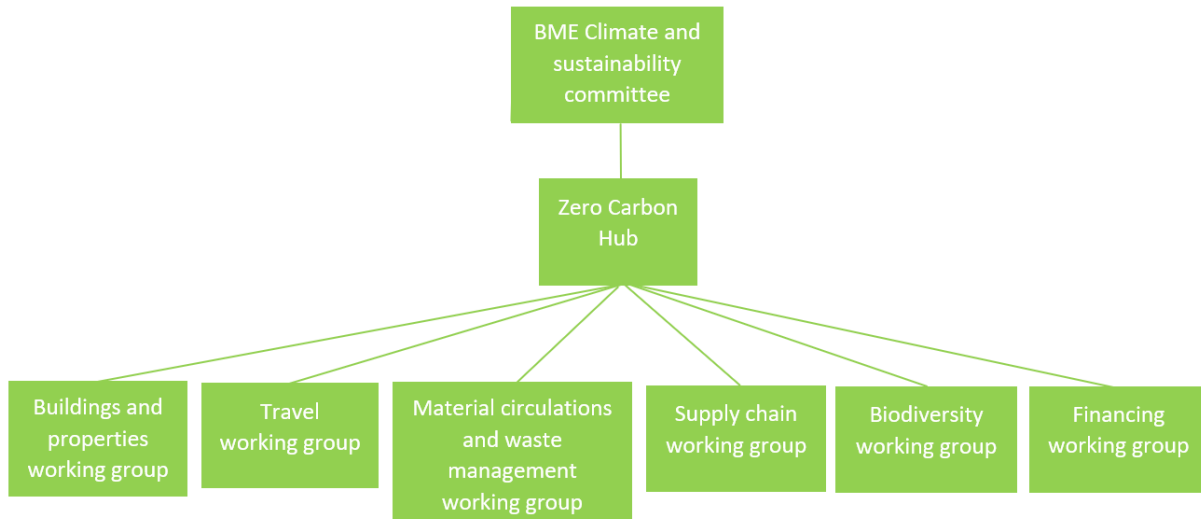 BME Climate and
sustainability
committee
Zero Carbon
Hub
Buildings and
properties
working group
Travel
working group
Material circulations
and waste
management
working group
Supply chain
working group
Biodiversity
working group
Financing
working group